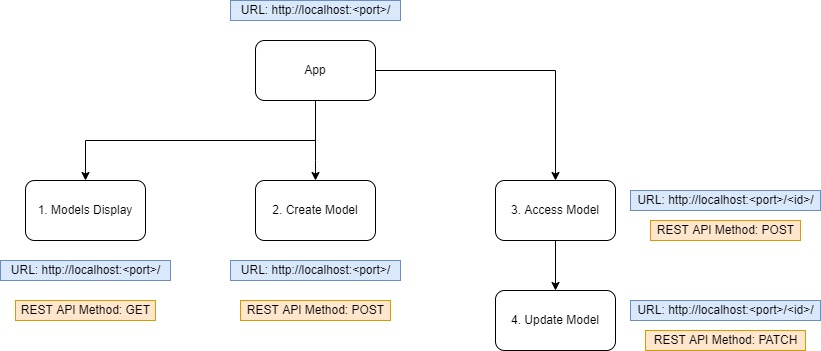 URL: http://localhost:<port>/
App
1. Models Display
2. Create Model
3. Access Model
URL: http://localhost:<port>/<id>/
REST API Method: POST
URL: http://localhost:<port>/
URL: http://localhost:<port>/
REST API Method: GET
REST API Method: POST
4. Update Model
URL: http://localhost:<port>/<id>/
REST API Method: PATCH